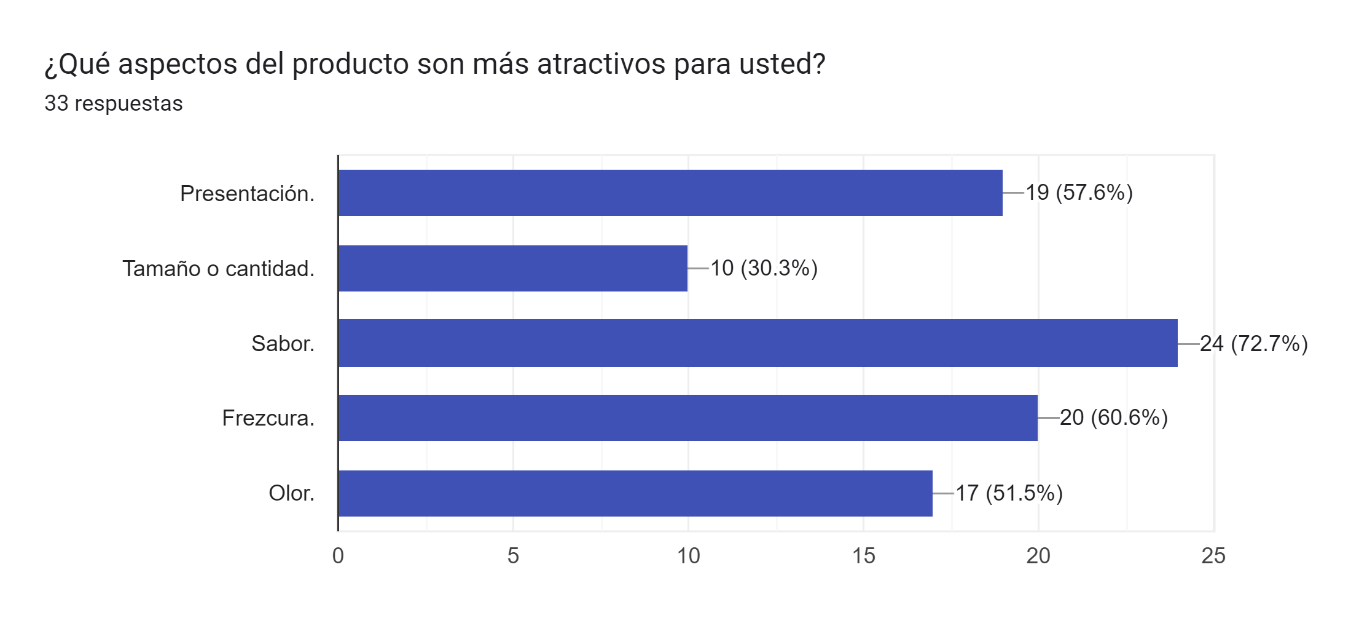 ¿Qué aspectos del producto son más atractivos para usted?
33 respuestas
Presentación.
19 (57.6%)
Tamaño o cantidad.
10 (30.3%)
Sabor.
24 (72.7%)
Frezcura.
20 (60.6%)
Olor.
17 (51.5%)
0 5 10 15 20 25